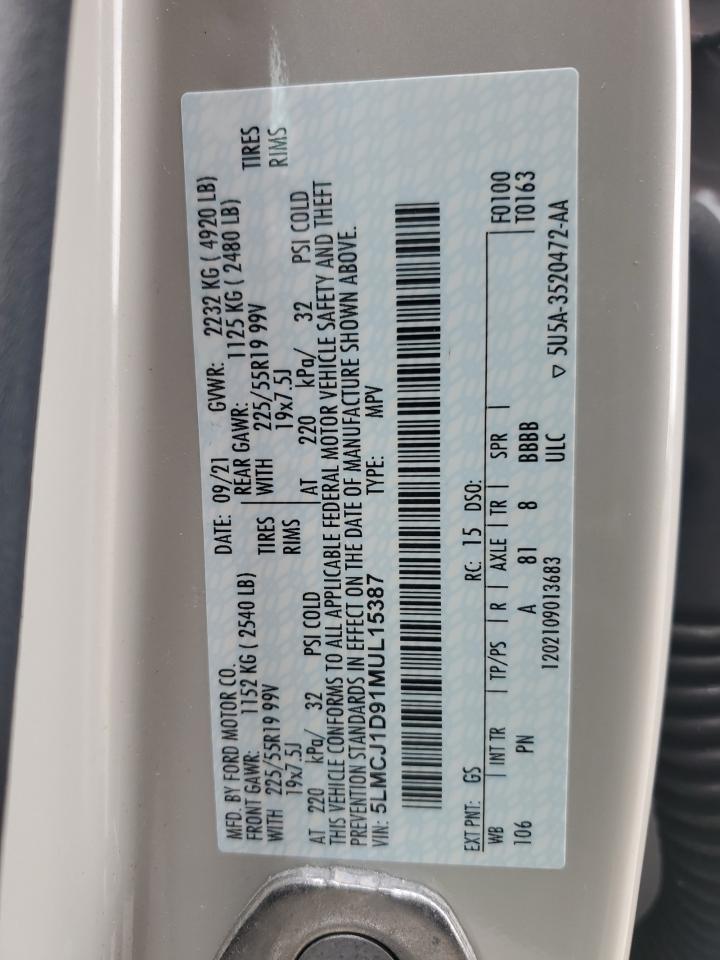 MFD. BY FORD MOTOR CO. DATE: 09/21 GVWR: 2232 KG ( 4920 LB)
FRONT GAWR: 1152 KG ( 2540 LB) REAR GAWR: 1125 KG ( 2480 LB)
WITH 225/55R19 99V TIRES WITH 225/55R19 99V TIRES
19x7.5J RIMS 19x7.5J RIMS
AT 220 kPa/ 32 PSI COLD AT 220 kPa/ 32 PSI COLD
THIS VEHICLE CONFORMS TO ALL APPLICABLE FEDERAL MOTOR VEHICLE SAFETY AND THEFT
PREVENTION STANDARDS IN EFFECT ON THE DATE OF MANUFACTURE SHOWN ABOVE.
VIN: 5LMCJ1D91MUL15387 TYPE: MPV
EXT PNT: GS RC: 15 DSO:
WB INT TR TP/PS R AXLE TR SPR F0100
106 PN A 81 8 BBBB T0163
1202109013683 ULC ▽ 5U5A-3520472-AA